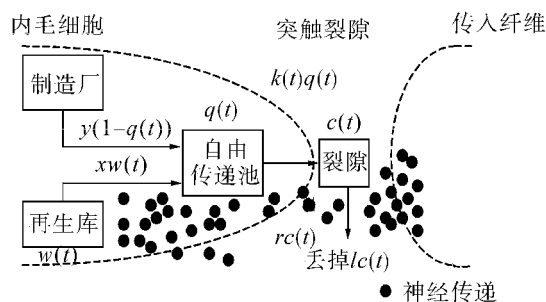 内毛细胞
突触裂隙
传入纤维
制造厂
k(t)q(t)
q(t)
c(t)
y(1-q(t))
自由
传递池
裂隙
xw(t)
再生库
w(t)
rc(t)
丢掉lc(t)
神经传递